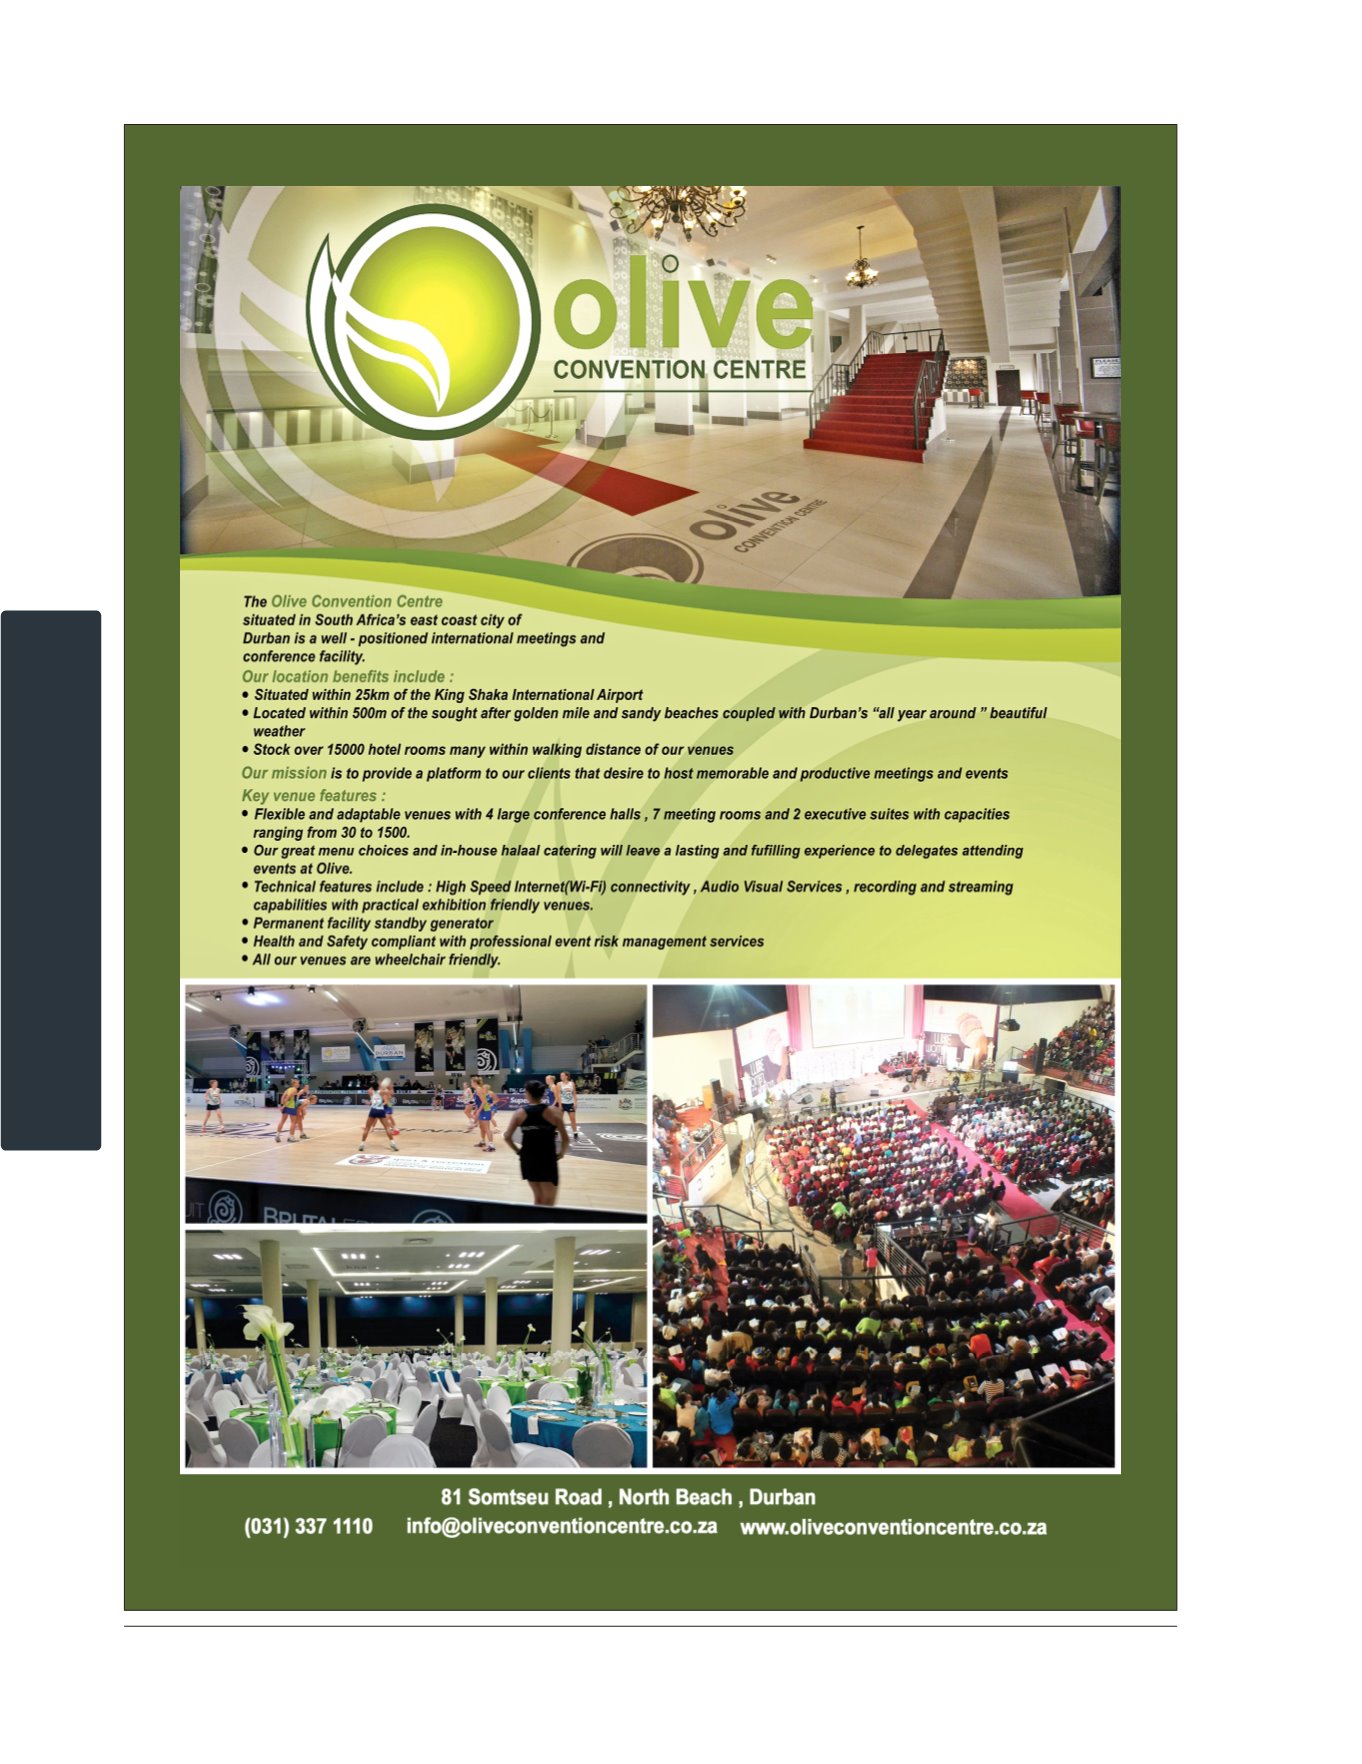 olive
CONVENTION CENTRE
PLEASE
olive
CONVENTION CENTRE
The Olive Convention Centre
situated in South Africa's east coast city of
Durban is a well - positioned international meetings and
conference facility.
Our location benefits include :
• Situated within 25km of the King Shaka International Airport
• Located within 500m of the sought after golden mile and sandy beaches coupled with Durban's “all year around ” beautiful
weather
• Stock over 15000 hotel rooms many within walking distance of our venues
Our mission is to provide a platform to our clients that desire to host memorable and productive meetings and events
Key venue features :
• Flexible and adaptable venues with 4 large conference halls , 7 meeting rooms and 2 executive suites with capacities
ranging from 30 to 1500.
• Our great menu choices and in-house halaal catering will leave a lasting and fufilling experience to delegates attending
events at Olive.
• Technical features include : High Speed Internet(Wi-Fi) connectivity , Audio Visual Services , recording and streaming
capabilities with practical exhibition friendly venues.
• Permanent facility standby generator
• Health and Safety compliant with professional event risk management services
• All our venues are wheelchair friendly.
DURBAN
81 Somtseu Road , North Beach , Durban
(031) 337 1110 info@oliveconventioncentre.co.za www.oliveconventioncentre.co.za